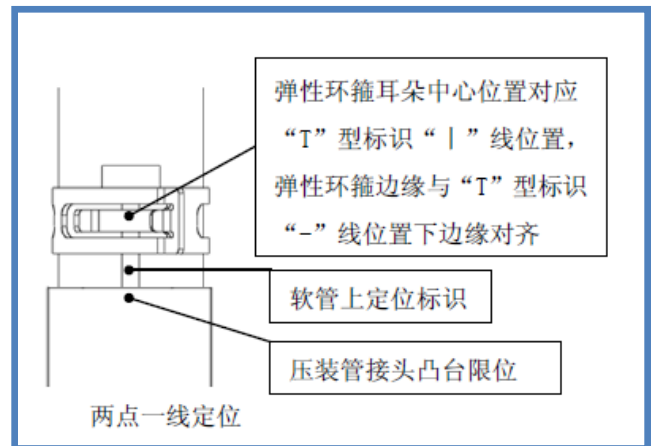 弹性环箍耳朵中心位置对应
“T”型标识“|”线位置，
弹性环箍边缘与“T”型标识
“-”线位置下边缘对齐
软管上定位标识
压装管接头凸台限位
两点一线定位